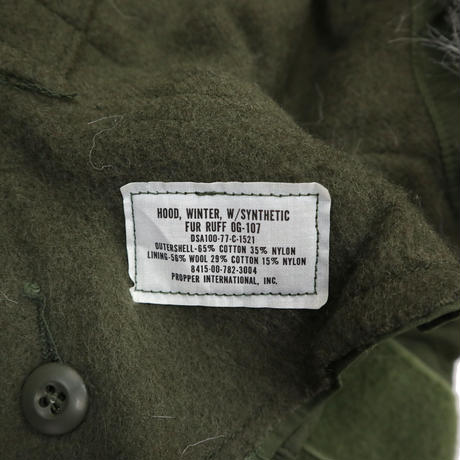 HOOD, WINTER, W/SYNTHETIC
FUR RUFF OG-107
DSA100-77-C-1521
OUTERSHELL-65% COTTON 35% NYLON
LINING-56% WOOL 29% COTTON 15% NYLON
8415-00-782-3004
PROPPER INTERNATIONAL, INC.